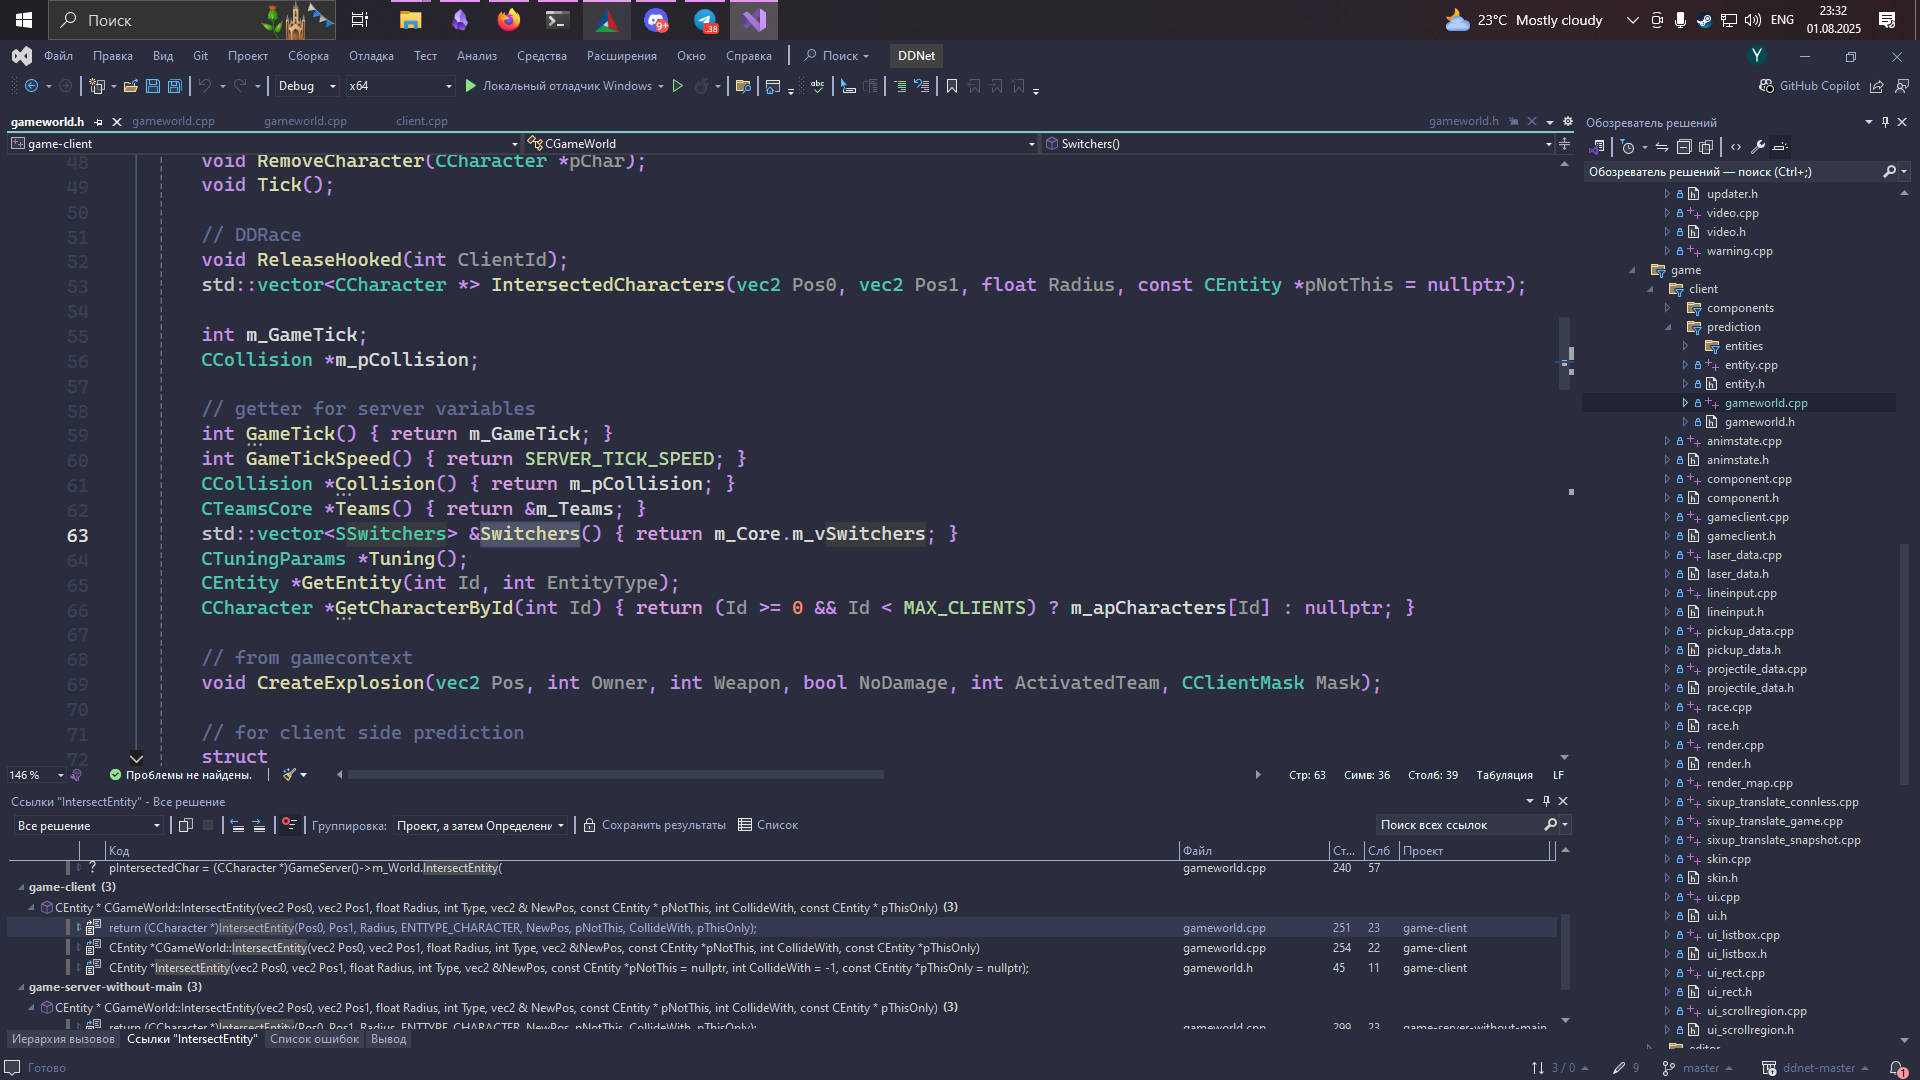 Поиск
.38
9+
23°C Mostly cloudy
ENG
23:32
01.08.2025
Файл Правка Вид Git Проект Сборка Отладка Тест Анализ Средства Расширения Окно Справка Поиск DDNet
Y
Debug x64 Локальный отладчик Windows GitHub Copilot
gameworld.h gameworld.cpp gameworld.cpp client.cpp gameworld.h
game-client CGameWorld Switchers()
48 void RemoveCharacter(CCharacter *pChar);
49 void Tick();
50
51 // DDRace
52 void ReleaseHooked(int ClientId);
53 std::vector<CCharacter *> IntersectedCharacters(vec2 Pos0, vec2 Pos1, float Radius, const CEntity *pNotThis = nullptr);
54
55 int m_GameTick;
56 CCollision *m_pCollision;
57
58 // getter for server variables
59 int GameTick() { return m_GameTick; }
60 int GameTickSpeed() { return SERVER_TICK_SPEED; }
61 CCollision *Collision() { return m_pCollision; }
62 CTeamsCore *Teams() { return &m_Teams; }
63 std::vector<SSwitchers> &Switchers() { return m_Core.m_vSwitchers; }
64 CTuningParams *Tuning();
65 CEntity *GetEntity(int Id, int EntityType);
66 CCharacter *GetCharacterById(int Id) { return (Id >= 0 && Id < MAX_CLIENTS) ? m_apCharacters[Id] : nullptr; }
67
68 // from gamecontext
69 void CreateExplosion(vec2 Pos, int Owner, int Weapon, bool NoDamage, int ActivatedTeam, CClientMask Mask);
70
71 // for client side prediction
72 struct
146 % Проблемы не найдены. Стр: 63 Симв: 36 Столб: 39 Табуляция LF
Ссылки "IntersectEntity" - Все решение
Все решение Группировка: Проект, а затем Определени Сохранить результаты Список Поиск всех ссылок
Код Файл Ст... Слб Проект
? pIntersectedChar = (CCharacter *)GameServer()->m_World.IntersectEntity( gameworld.cpp 240 57
game-client (3)
CEntity * CGameWorld::IntersectEntity(vec2 Pos0, vec2 Pos1, float Radius, int Type, vec2 & NewPos, const CEntity * pNotThis, int CollideWith, const CEntity * pThisOnly) (3)
return (CCharacter *)IntersectEntity(Pos0, Pos1, Radius, ENTTYPE_CHARACTER, NewPos, pNotThis, CollideWith, pThisOnly); gameworld.cpp 251 23 game-client
CEntity *CGameWorld::IntersectEntity(vec2 Pos0, vec2 Pos1, float Radius, int Type, vec2 &NewPos, const CEntity *pNotThis, int CollideWith, const CEntity *pThisOnly) gameworld.cpp 254 22 game-client
CEntity *IntersectEntity(vec2 Pos0, vec2 Pos1, float Radius, int Type, vec2 &NewPos, const CEntity *pNotThis = nullptr, int CollideWith = -1, const CEntity *pThisOnly = nullptr); gameworld.h 45 11 game-client
game-server-without-main (3)
CEntity * CGameWorld::IntersectEntity(vec2 Pos0, vec2 Pos1, float Radius, int Type, vec2 & NewPos, const CEntity * pNotThis, int CollideWith, const CEntity * pThisOnly) (3)
return (CCharacter *)IntersectEntity(Pos0, Pos1, Radius, ENTTYPE_CHARACTER, NewPos, pNotThis, CollideWith, pThisOnly); gameworld.cpp 299 23 game-server-without-main
Иерархия вызовов Ссылки "IntersectEntity" Список ошибок Вывод
Обозреватель решений
Обозреватель решений — поиск (Ctrl+;)
updater.h
video.cpp
video.h
warning.cpp
game
client
components
prediction
entities
entity.cpp
entity.h
gameworld.cpp
gameworld.h
animstate.cpp
animstate.h
component.cpp
component.h
gameclient.cpp
gameclient.h
laser_data.cpp
laser_data.h
lineinput.cpp
lineinput.h
pickup_data.cpp
pickup_data.h
projectile_data.cpp
projectile_data.h
race.cpp
race.h
render.cpp
render.h
render_map.cpp
sixup_translate_connless.cpp
sixup_translate_game.cpp
sixup_translate_snapshot.cpp
skin.cpp
skin.h
ui.cpp
ui.h
ui_listbox.cpp
ui_listbox.h
ui_rect.cpp
ui_rect.h
ui_scrollregion.cpp
ui_scrollregion.h
editor
Готово 3 / 0 9 master ddnet-master 1